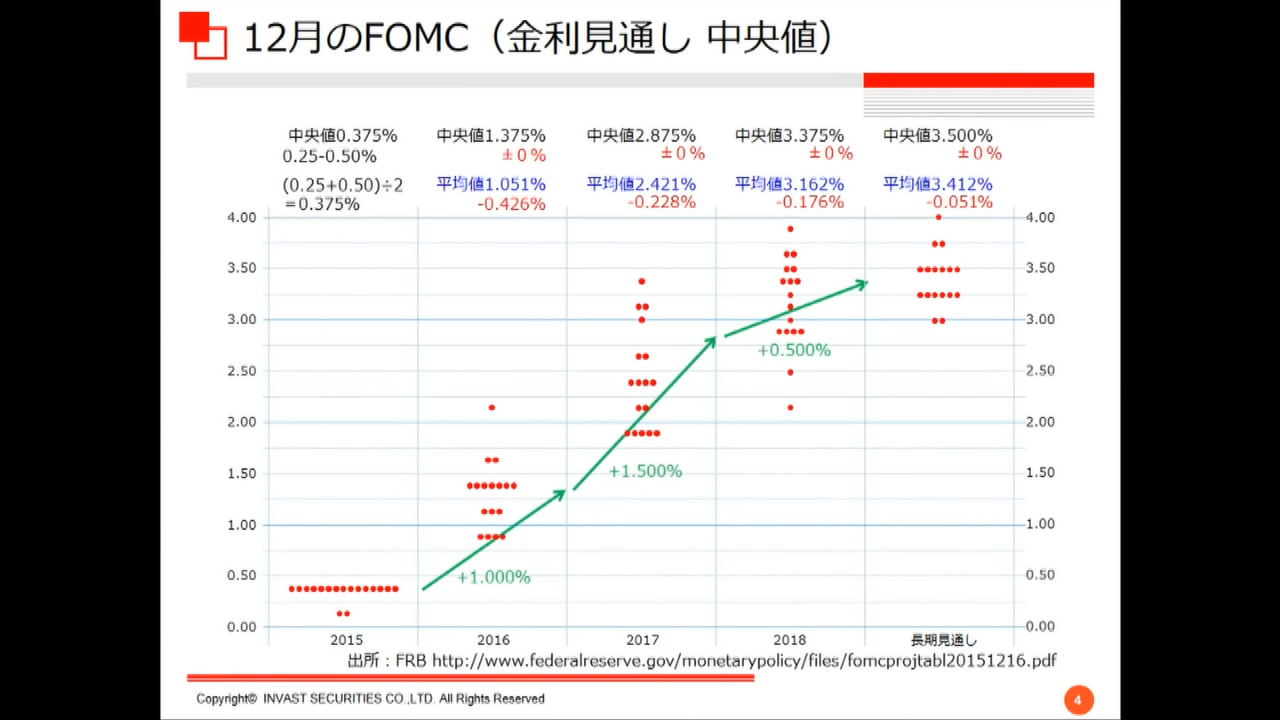 12月のFOMC（金利見通し 中央値）
中央値0.375%
0.25-0.50%
(0.25+0.50)÷2
＝0.375%
中央値1.375%
±0%
平均値1.051%
-0.426%
中央値2.875%
±0%
平均値2.421%
-0.228%
中央値3.375%
±0%
平均値3.162%
-0.176%
中央値3.500%
±0%
平均値3.412%
-0.051%
4.00
3.50
3.00
2.50
2.00
1.50
1.00
0.50
0.00
+1.000%
+1.500%
+0.500%
4.00
3.50
3.00
2.50
2.00
1.50
1.00
0.50
0.00
2015
2016
2017
2018
長期見通し
出所：FRB http://www.federalreserve.gov/monetarypolicy/files/fomcprojtabl20151216.pdf
Copyright© INVAST SECURITIES CO.,LTD. All Rights Reserved
4